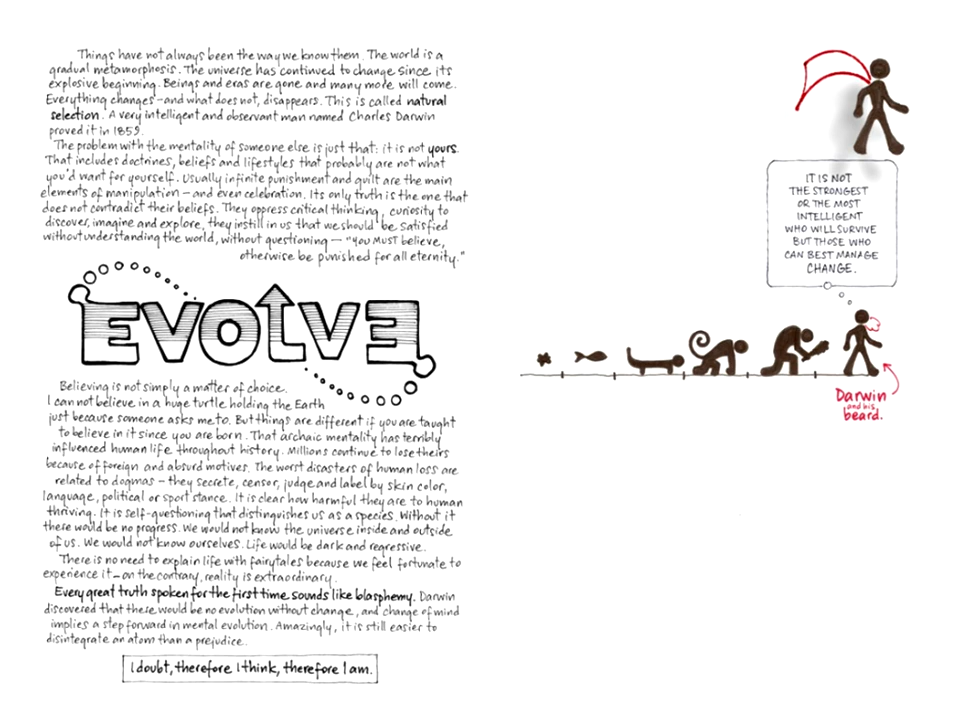 Things have not always been the way we know them. The world is a
gradual metamorphosis. The universe has continued to change since its
explosive beginning. Beings and eras are gone and many more will come.
Everything changes – and what does not, disappears. This is called natural
selection. A very intelligent and observant man named Charles Darwin
proved it in 1859.
The problem with the mentality of someone else is just that: it is not yours.
That includes doctrines, beliefs and lifestyles that probably are not what
you'd want for yourself. Usually infinite punishment and guilt are the main
elements of manipulation – and even celebration. Its only truth is the one that
does not contradict their beliefs. They oppress critical thinking, curiosity to
discover, imagine and explore, they instill in us that we should be satisfied
without understanding the world, without questioning – "you MUST believe,
otherwise be punished for all eternity."
EVOLVE
Believing is not simply a matter of choice.
I can not believe in a huge turtle holding the Earth
just because someone asks me to. But things are different if you are taught
to believe in it since you are born. That archaic mentality has terribly
influenced human life throughout history. Millions continue to lose theirs
because of foreign and absurd motives. The worst disasters of human loss are
related to dogmas – they secrete, censor, judge and label by skin color,
language, political or sport stance. It is clear how harmful they are to human
thriving. It is self-questioning that distinguishes us as a species. Without it
there would be no progress. We would not know the universe inside and outside
of us. We would not know ourselves. Life would be dark and regressive.
There is no need to explain life with fairytales because we feel fortunate to
experience it – on the contrary, reality is extraordinary.
Every great truth spoken for the first time sounds like blasphemy. Darwin
discovered that there would be no evolution without change, and change of mind
implies a step forward in mental evolution. Amazingly, it is still easier to
disintegrate an atom than a prejudice.
I doubt, therefore I think, therefore I am.
IT IS NOT
THE STRONGEST
OR THE MOST
INTELLIGENT
WHO WILL SURVIVE
BUT THOSE WHO
CAN BEST MANAGE
CHANGE.
Darwin
and his
beard.